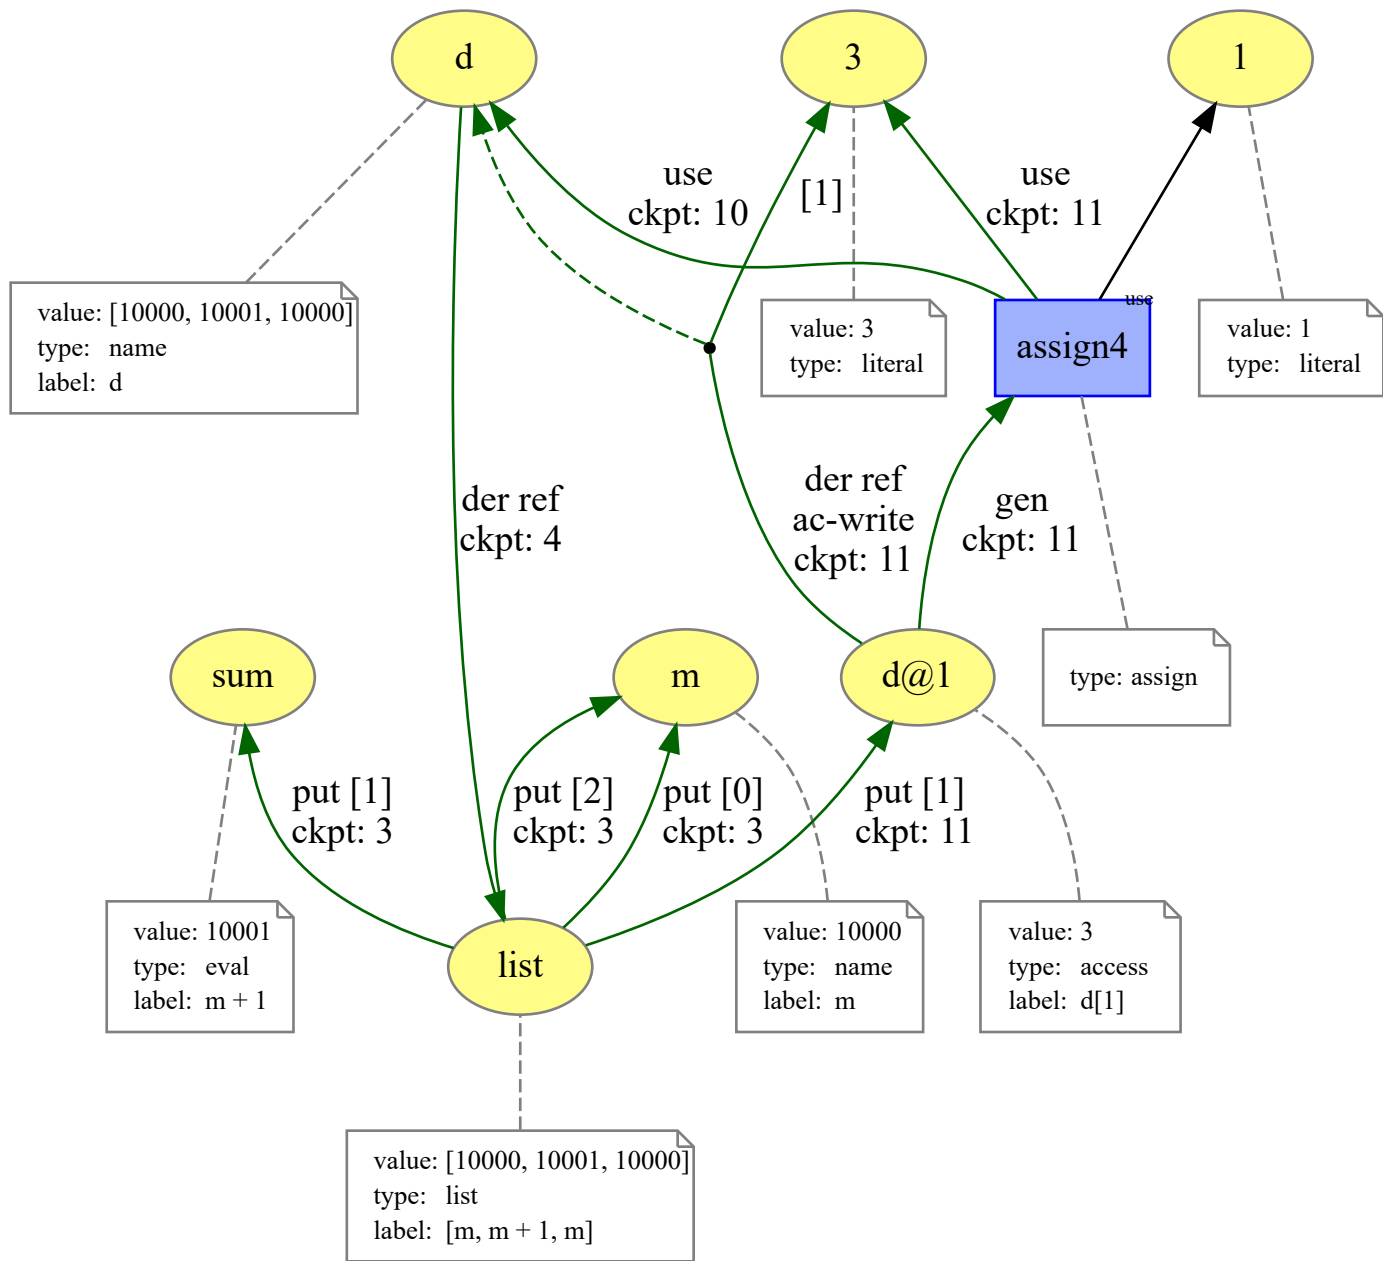 d
3
1
use
ckpt: 10
[1]
use
ckpt: 11
value: [10000, 10001, 10000]
type: name
label: d
value: 3
type: literal
use
assign4
value: 1
type: literal
der ref
ckpt: 4
der ref
ac-write
ckpt: 11
gen
ckpt: 11
sum
m
d@1
type: assign
put [1]
ckpt: 3
put [2]
ckpt: 3
put [0]
ckpt: 3
put [1]
ckpt: 11
value: 10001
type: eval
label: m + 1
list
value: 10000
type: name
label: m
value: 3
type: access
label: d[1]
value: [10000, 10001, 10000]
type: list
label: [m, m + 1, m]